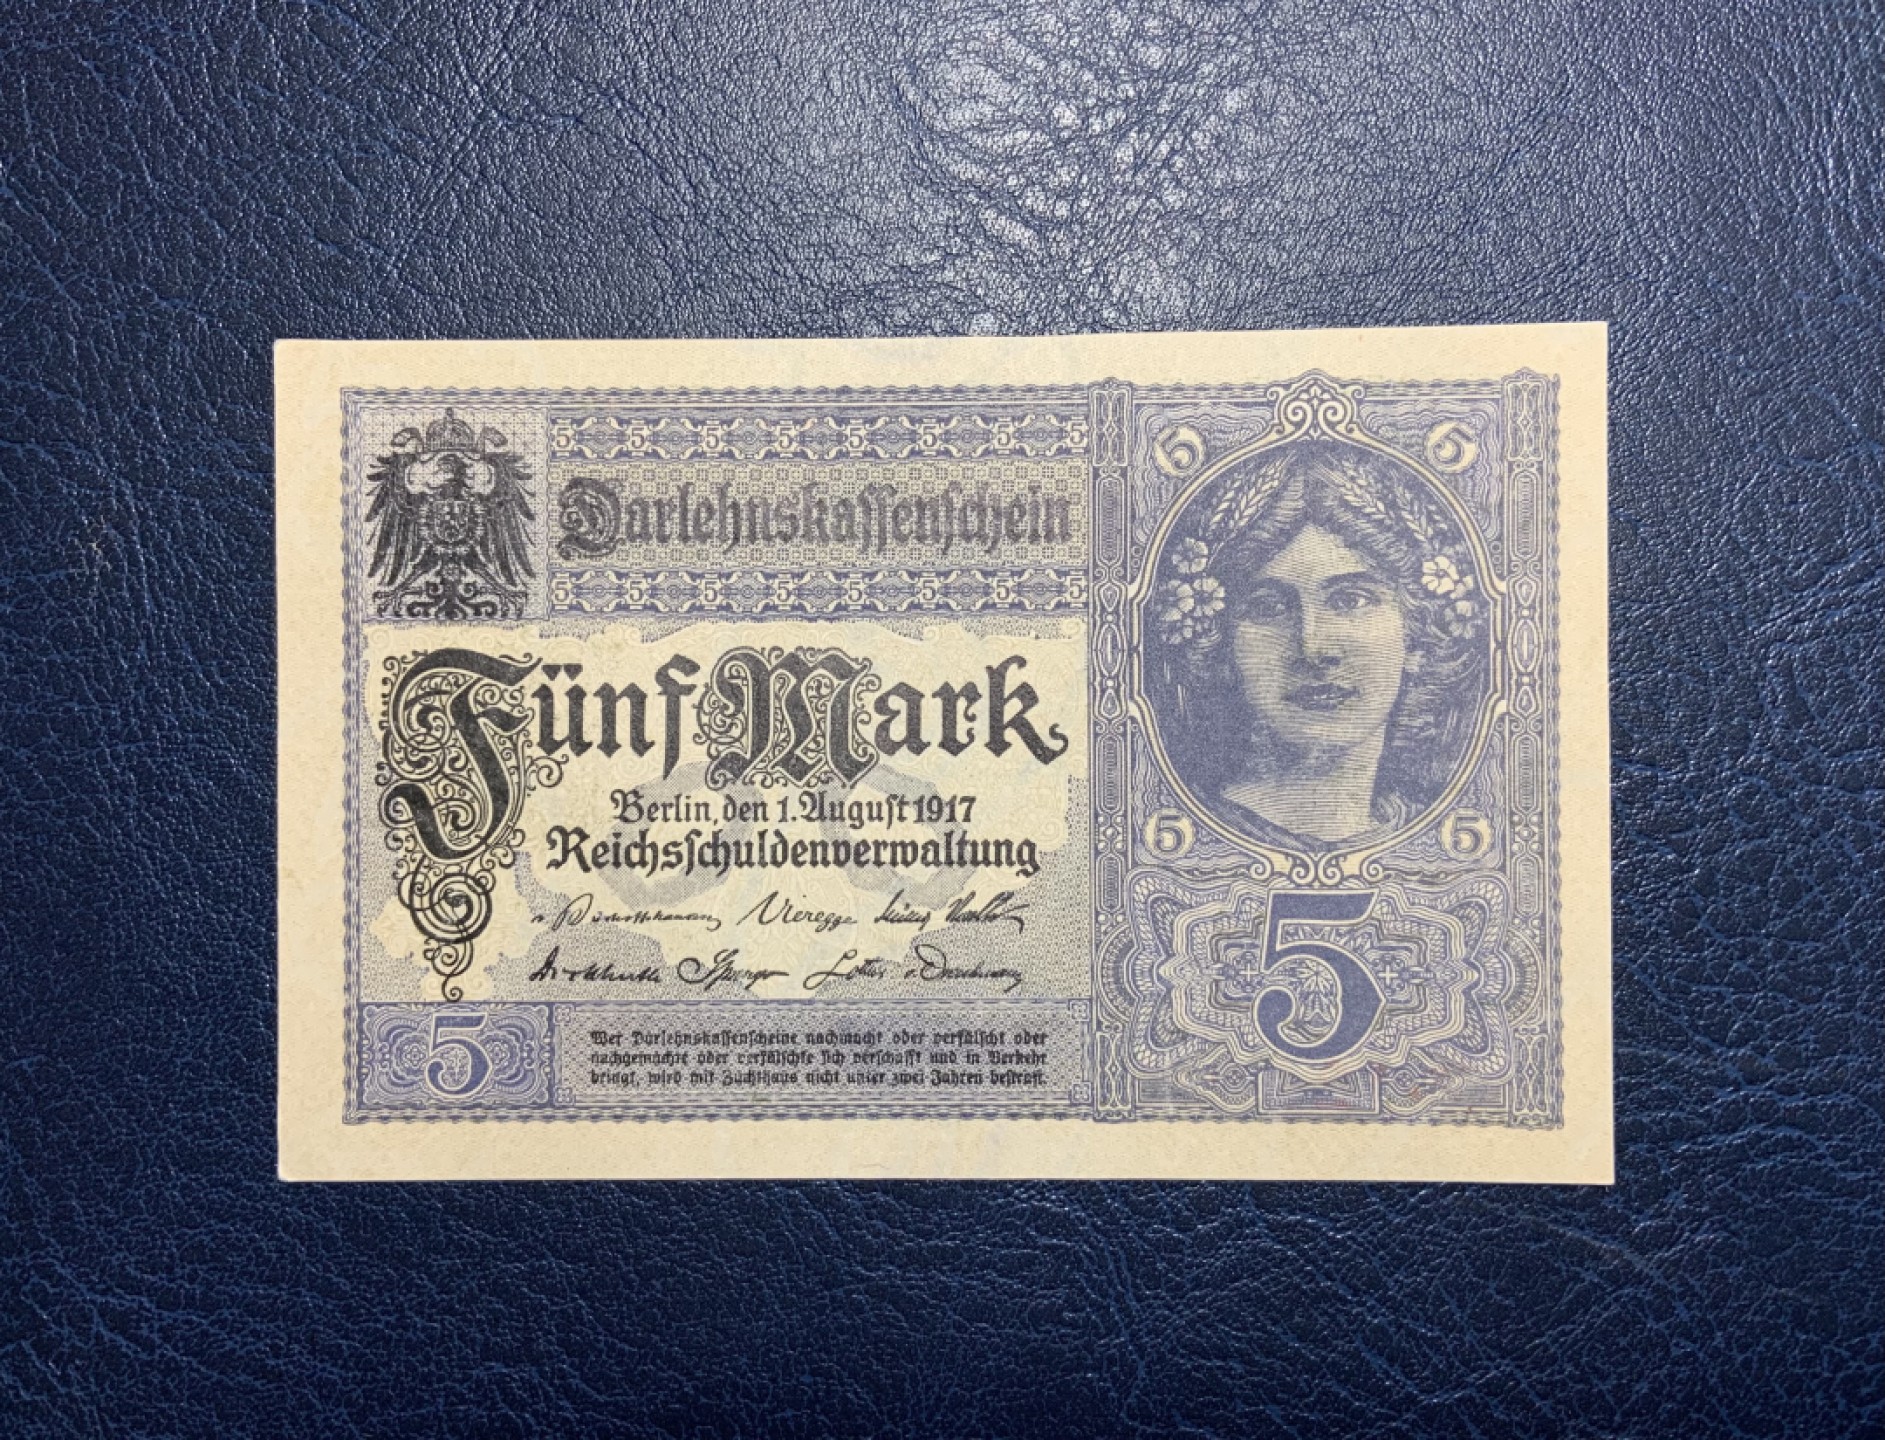 5 5 5 5 5 5 5 5
Darlehnskassenschein
5 5 5 5 5 5 5 5
Fünf Mark
Berlin, den 1. August 1917
Reichsschuldenverwaltung
Vieregge
5
Wer Darlehnskassenscheine nachmacht oder verfälscht oder
nachgemachte oder verfälschte sich verschafft und in Verkehr
bringt, wird mit Zuchthaus nicht unter zwei Jahren bestraft.
5 5
5 5
5